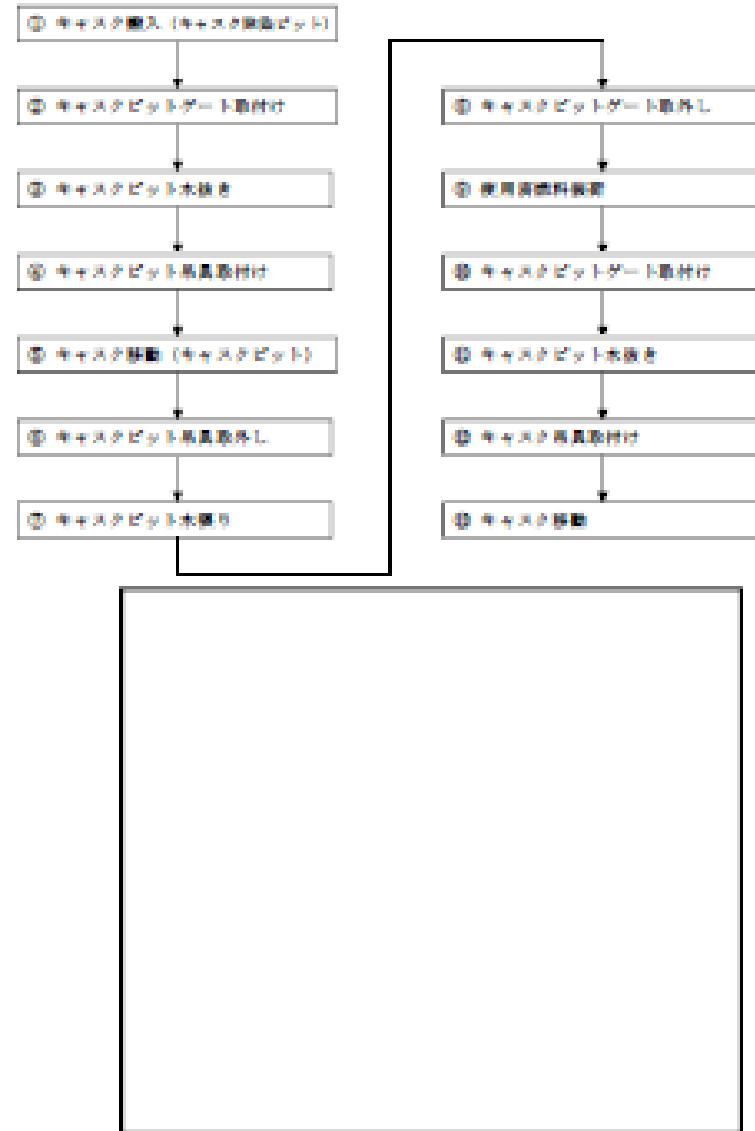 ① キャスク搬入（キャスク除染ピット）
② キャスクピットゲート取付け
③ キャスクピット水抜き
④ キャスクピット吊具取付け
⑤ キャスク移動（キャスクピット）
⑥ キャスクピット吊具取外し
⑦ キャスクピット水張り
⑧ キャスクピットゲート取外し
⑨ 使用済燃料装荷
⑩ キャスクピットゲート取付け
⑪ キャスクピット水抜き
⑫ キャスク吊具取付け
⑬ キャスク移動